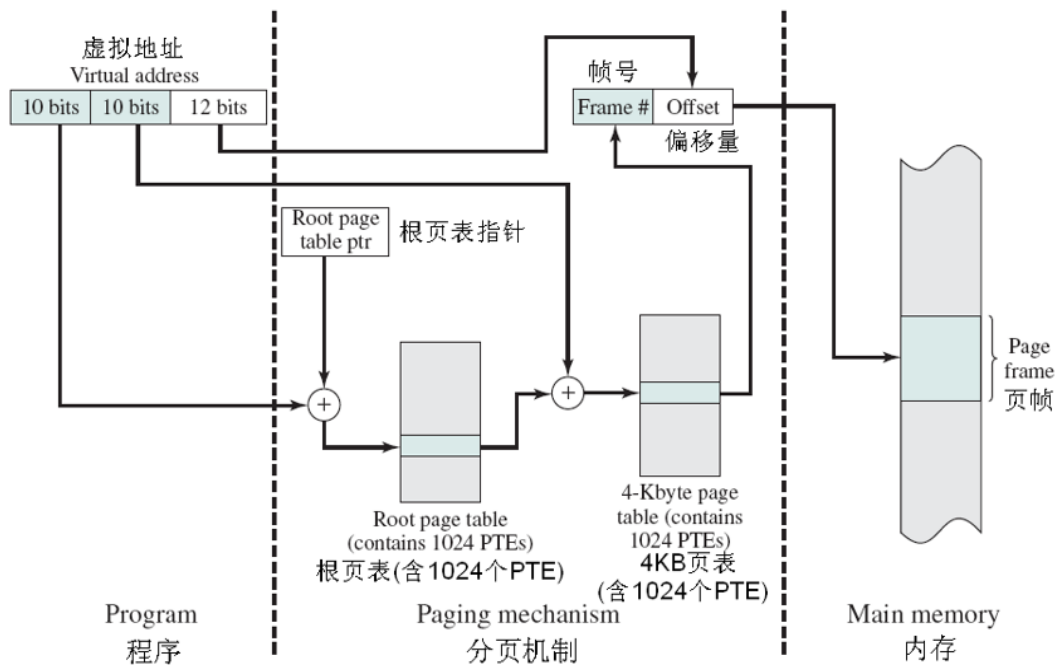 虚拟地址
Virtual address
10 bits 10 bits 12 bits
帧号
Frame # Offset
偏移量
Root page
table ptr
根页表指针
+
+
Root page table
(contains 1024 PTEs)
根页表(含1024个PTE)
4-Kbyte page
table (contains
1024 PTEs)
4KB页表
(含1024个PTE)
Page
frame
页帧
Program
程序
Paging mechanism
分页机制
Main memory
内存